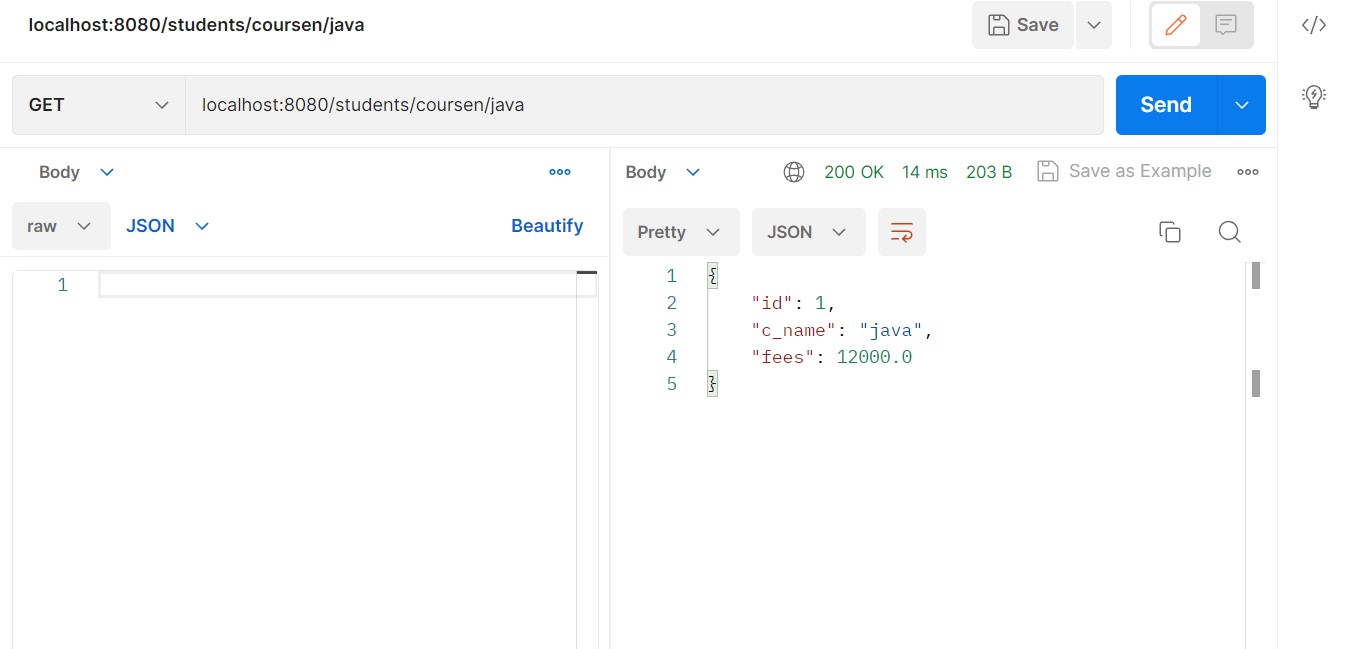 localhost:8080/students/coursen/java
Save
GET
localhost:8080/students/coursen/java
Send
Body
Body
200 OK 14 ms 203 B Save as Example
raw JSON Beautify
Pretty JSON
1
1 {
2 "id": 1,
3 "c_name": "java",
4 "fees": 12000.0
5 }